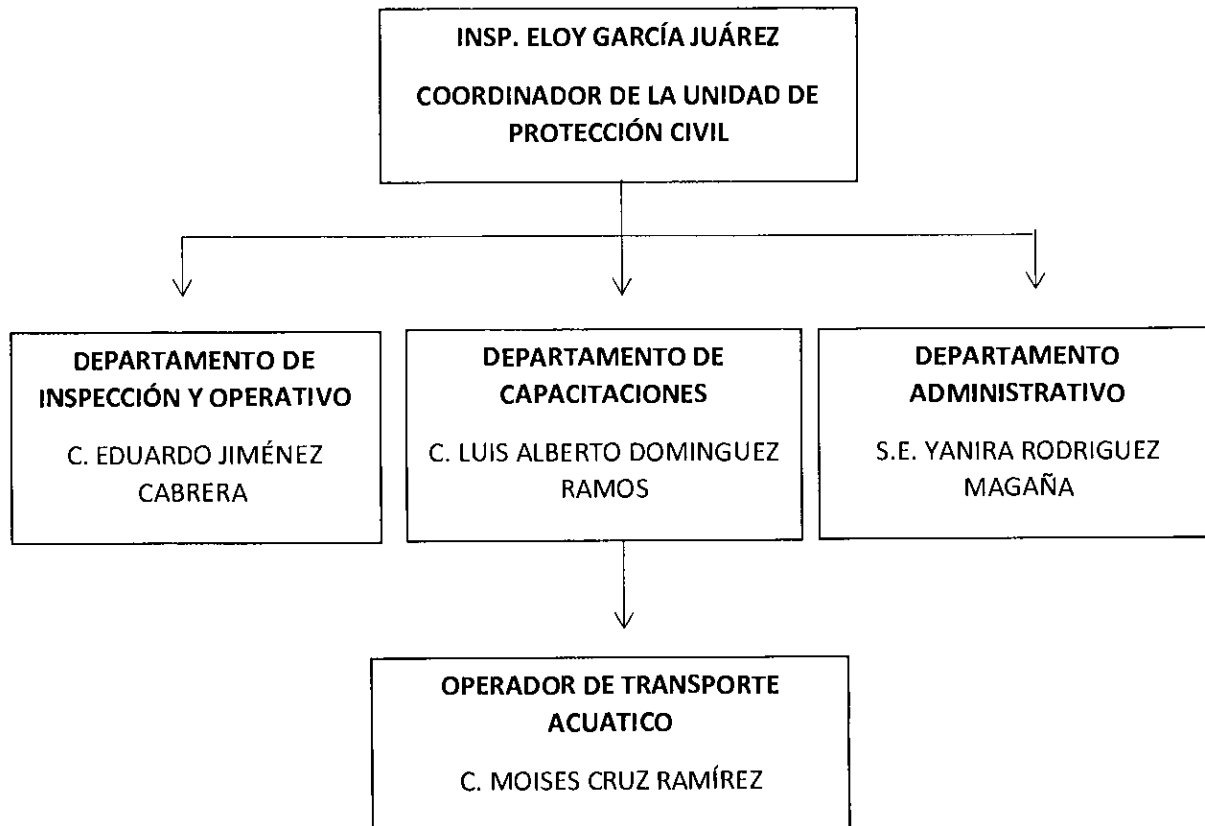 INSP. ELOY GARCÍA JUÁREZ
COORDINADOR DE LA UNIDAD DE
PROTECCIÓN CIVIL
DEPARTAMENTO DE
INSPECCIÓN Y OPERATIVO
C. EDUARDO JIMÉNEZ
CABRERA
DEPARTAMENTO DE
CAPACITACIONES
C. LUIS ALBERTO DOMINGUEZ
RAMOS
DEPARTAMENTO
ADMINISTRATIVO
S.E. YANIRA RODRIGUEZ
MAGAÑA
OPERADOR DE TRANSPORTE
ACUATICO
C. MOISES CRUZ RAMÍREZ